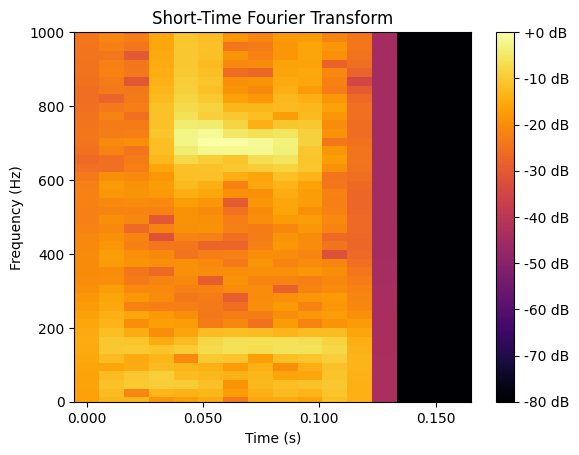 Short-Time Fourier Transform
1000
800
600
400
200
0
Frequency (Hz)
0.000
0.050
0.100
0.150
Time (s)
+0 dB
-10 dB
-20 dB
-30 dB
-40 dB
-50 dB
-60 dB
-70 dB
-80 dB